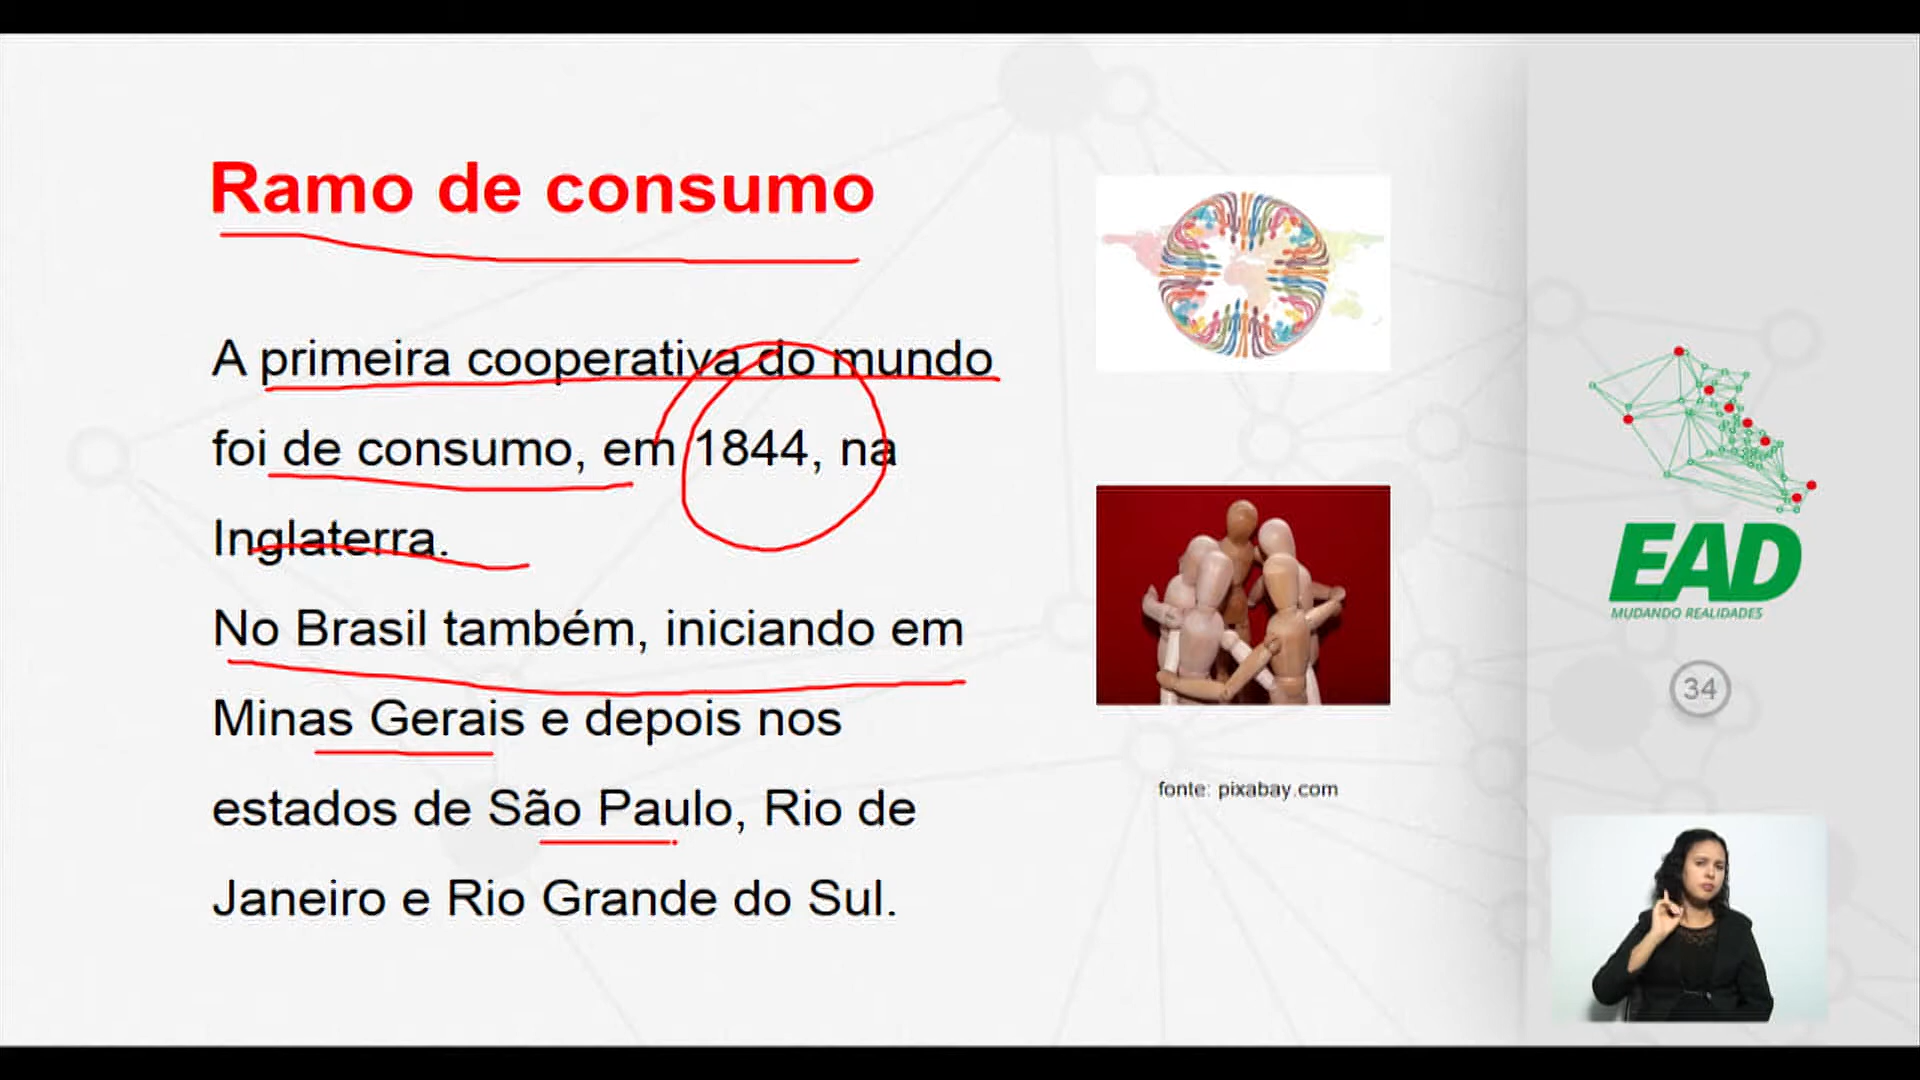 Ramo de consumo
A primeira cooperativa do mundo
foi de consumo, em 1844, na
Inglaterra.
No Brasil também, iniciando em
Minas Gerais e depois nos
estados de São Paulo, Rio de
Janeiro e Rio Grande do Sul.
fonte: pixabay.com
EAD
MUDANDO REALIDADES
34